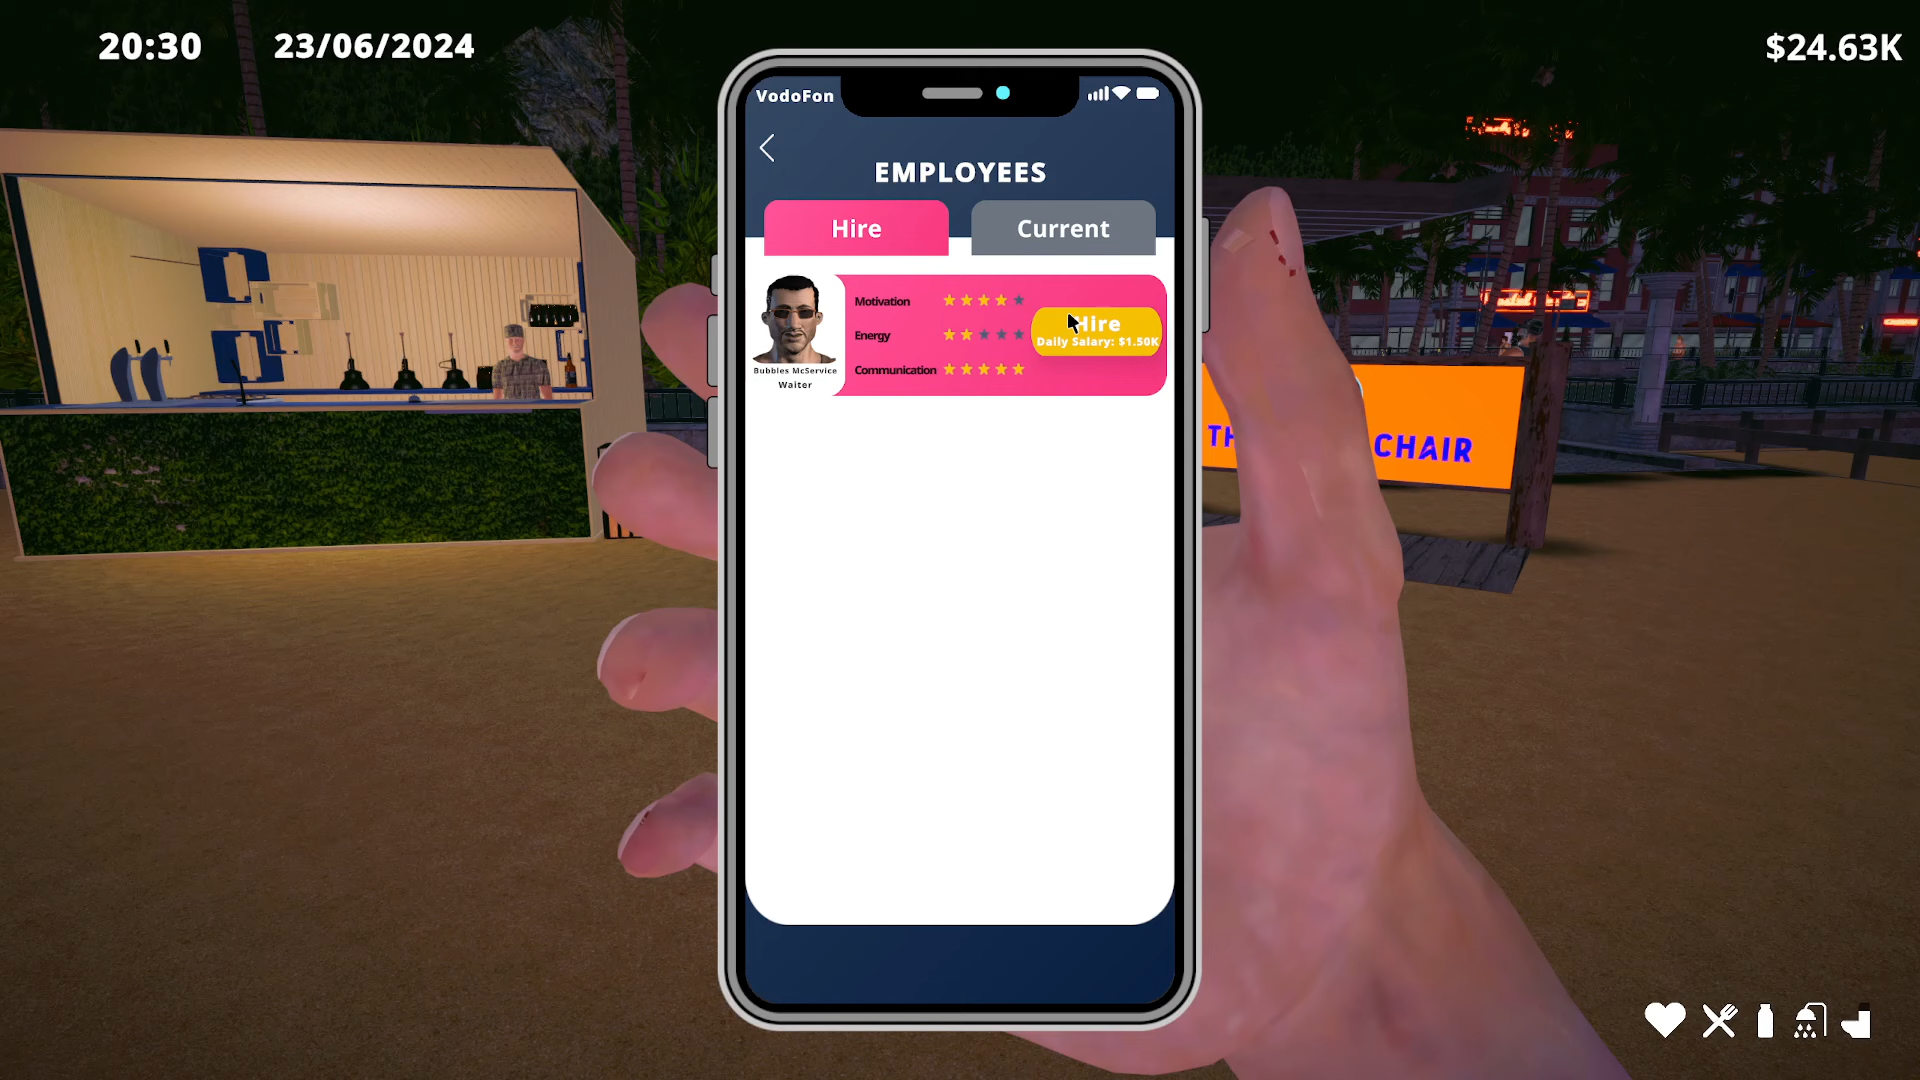 20:30
23/06/2024
$24.63K
VodoFon
EMPLOYEES
Hire
Current
Motivation
Energy
Communication
Hire
Daily Salary: $1.50K
Bubbles McService
Waiter
CHAIR